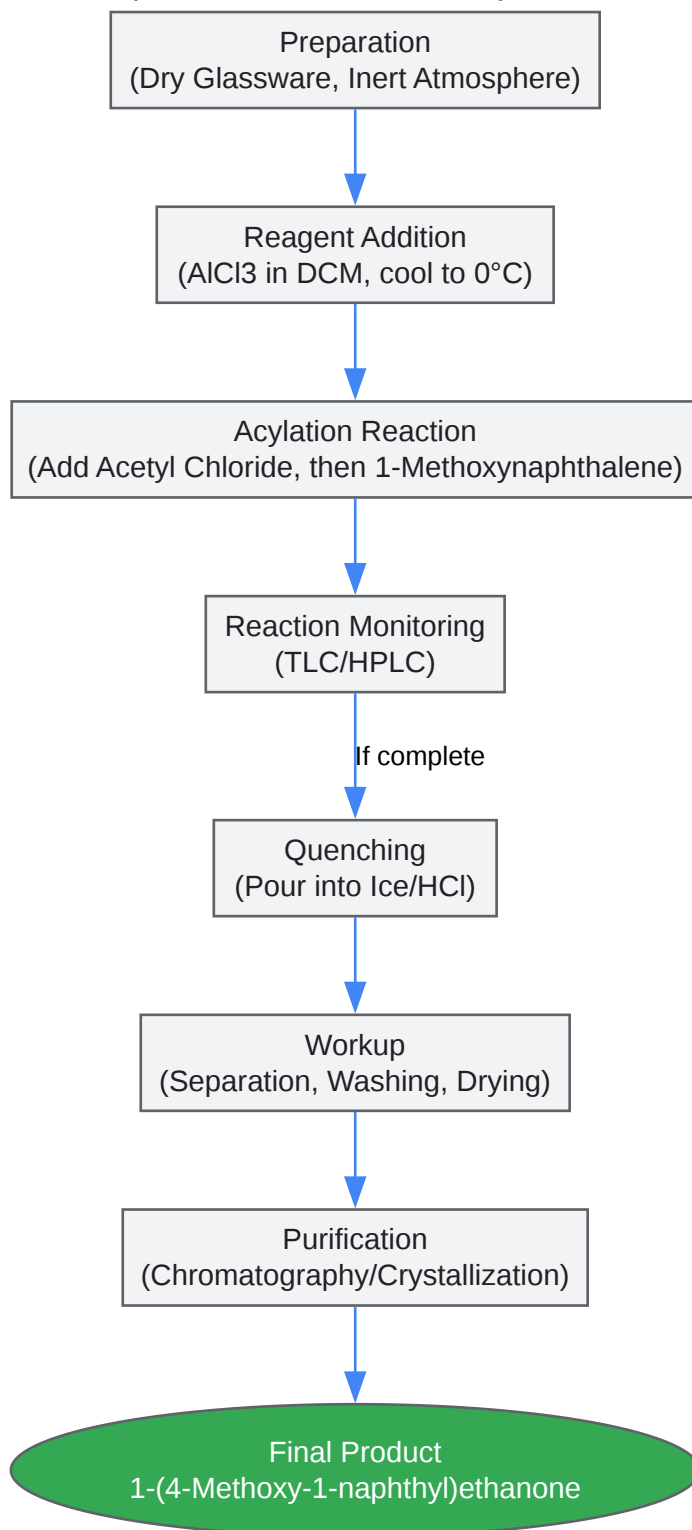 Preparation
(Dry Glassware, Inert Atmosphere)
Reagent Addition
(AlCl3 in DCM, cool to 0°C)
Acylation Reaction
(Add Acetyl Chloride, then 1-Methoxynaphthalene)
Reaction Monitoring
(TLC/HPLC)
If complete
Quenching
(Pour into Ice/HCl)
Workup
(Separation, Washing, Drying)
Purification
(Chromatography/Crystallization)
Final Product
1-(4-Methoxy-1-naphthyl)ethanone